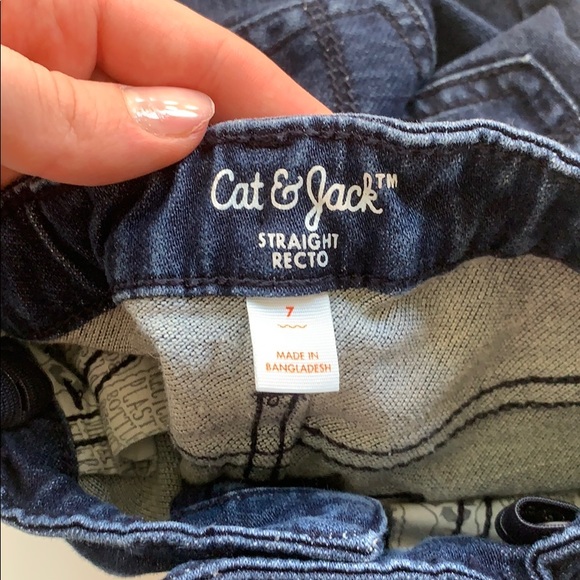 Cat & Jack™
STRAIGHT
RECTO
7
MADE IN
BANGLADESH